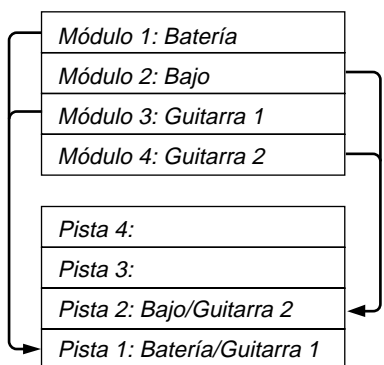 Módulo 1: Batería
Módulo 2: Bajo
Módulo 3: Guitarra 1
Módulo 4: Guitarra 2
Pista 4:
Pista 3:
Pista 2: Bajo/Guitarra 2
Pista 1: Batería/Guitarra 1